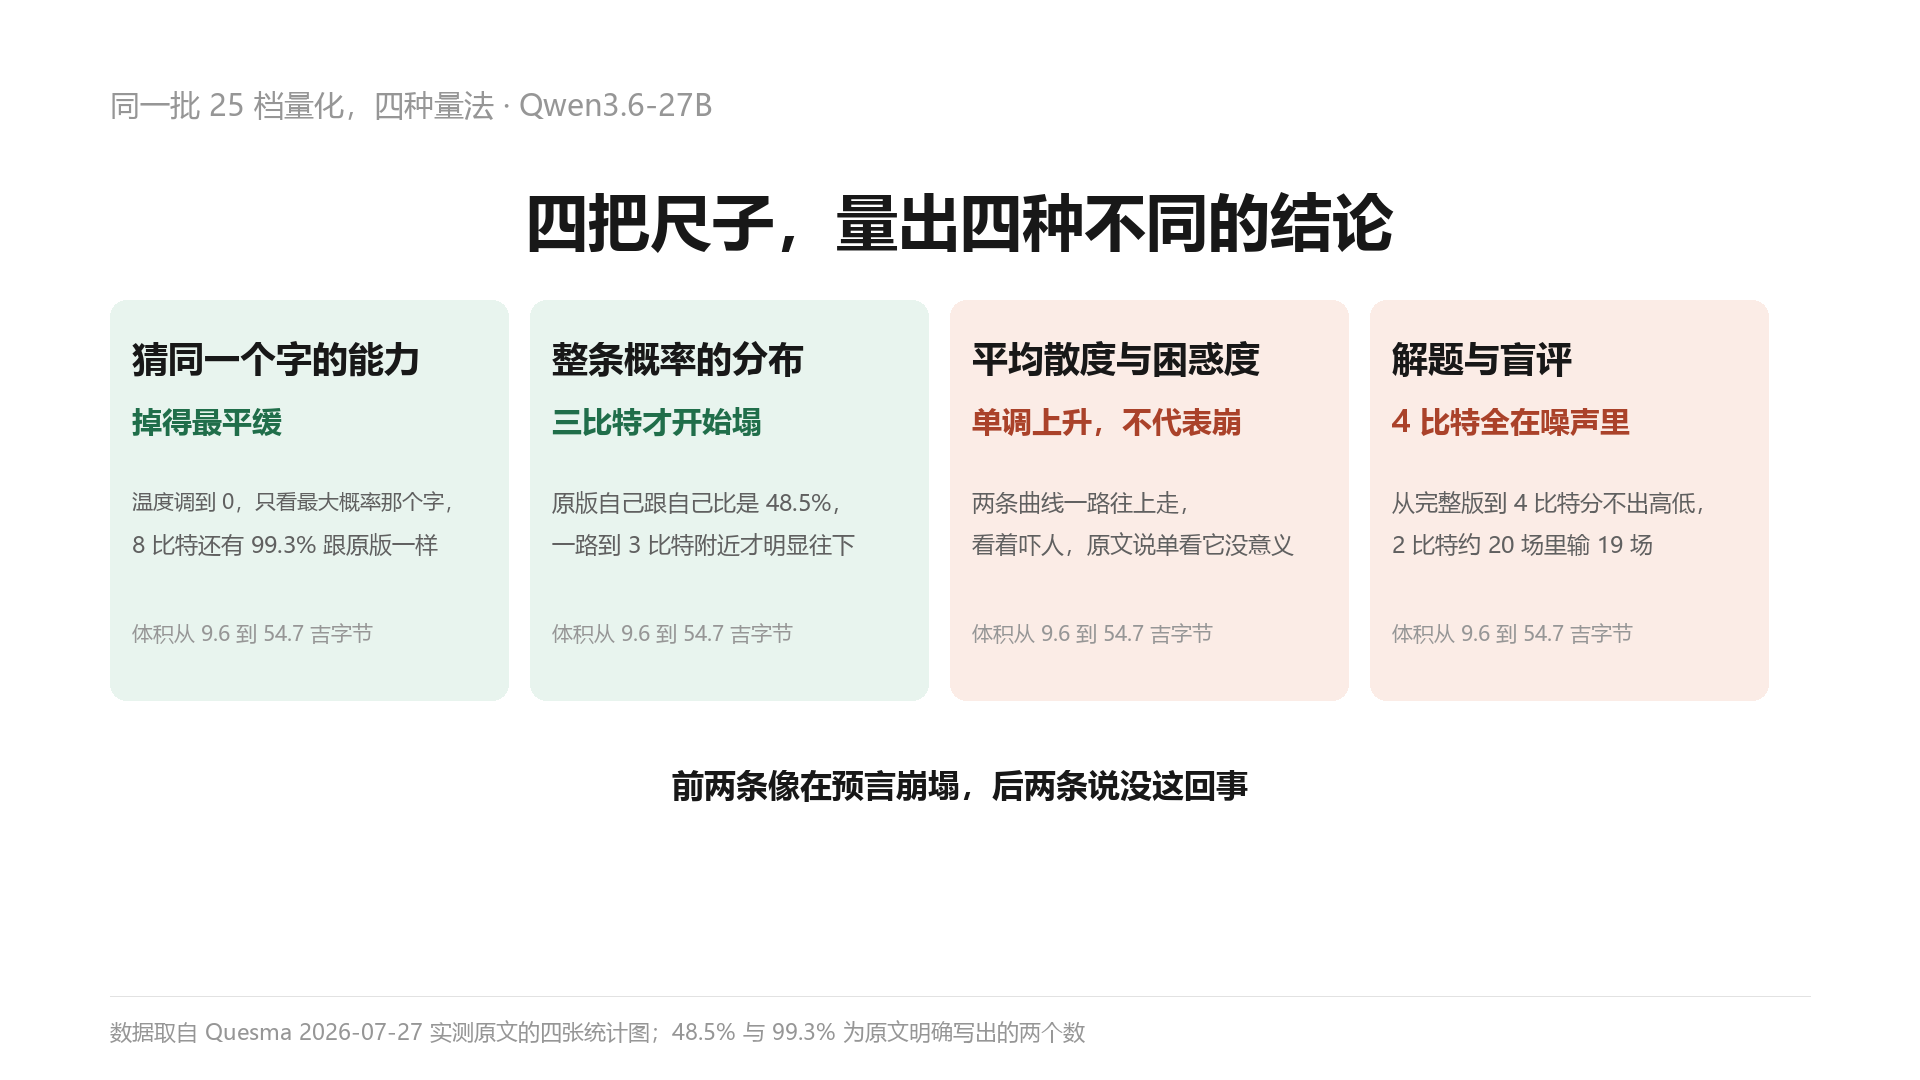 同一批 25 档量化，四种量法 · Qwen3.6-27B
四把尺子，量出四种不同的结论
猜同一个字的能力
掉得最平缓
温度调到 0，只看最大概率那个字，
8 比特还有 99.3% 跟原版一样
体积从 9.6 到 54.7 吉字节
整条概率的分布
三比特才开始塌
原版自己跟自己比是 48.5%，
一路到 3 比特附近才明显往下
体积从 9.6 到 54.7 吉字节
平均散度与困惑度
单调上升，不代表崩
两条曲线一路往上走，
看着吓人，原文说单看它没意义
体积从 9.6 到 54.7 吉字节
解题与盲评
4 比特全在噪声里
从完整版到 4 比特分不出高低，
2 比特约 20 场里输 19 场
体积从 9.6 到 54.7 吉字节
前两条像在预言崩塌，后两条说没这回事
数据取自 Quesma 2026-07-27 实测原文的四张统计图；48.5% 与 99.3% 为原文明确写出的两个数